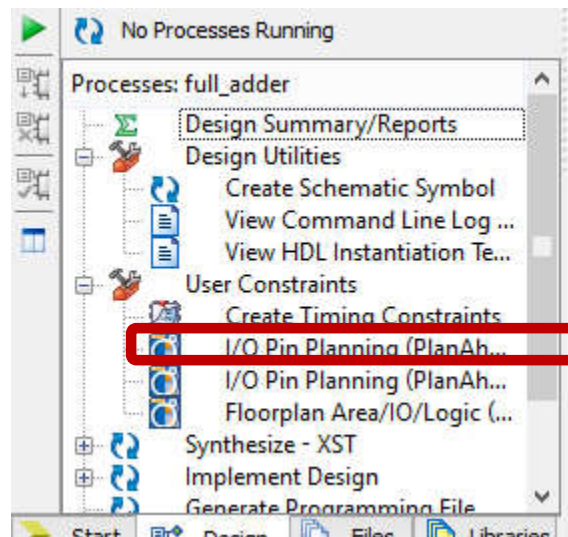 No Processes Running
Processes: full_adder
Design Summary/Reports
Design Utilities
Create Schematic Symbol
View Command Line Log ...
View HDL Instantiation Te...
User Constraints
Create Timing Constraints
I/O Pin Planning (PlanAh...
I/O Pin Planning (PlanAh...
Floorplan Area/IO/Logic (...
Synthesize - XST
Implement Design
Generate Programming File
Start Design Files Libraries